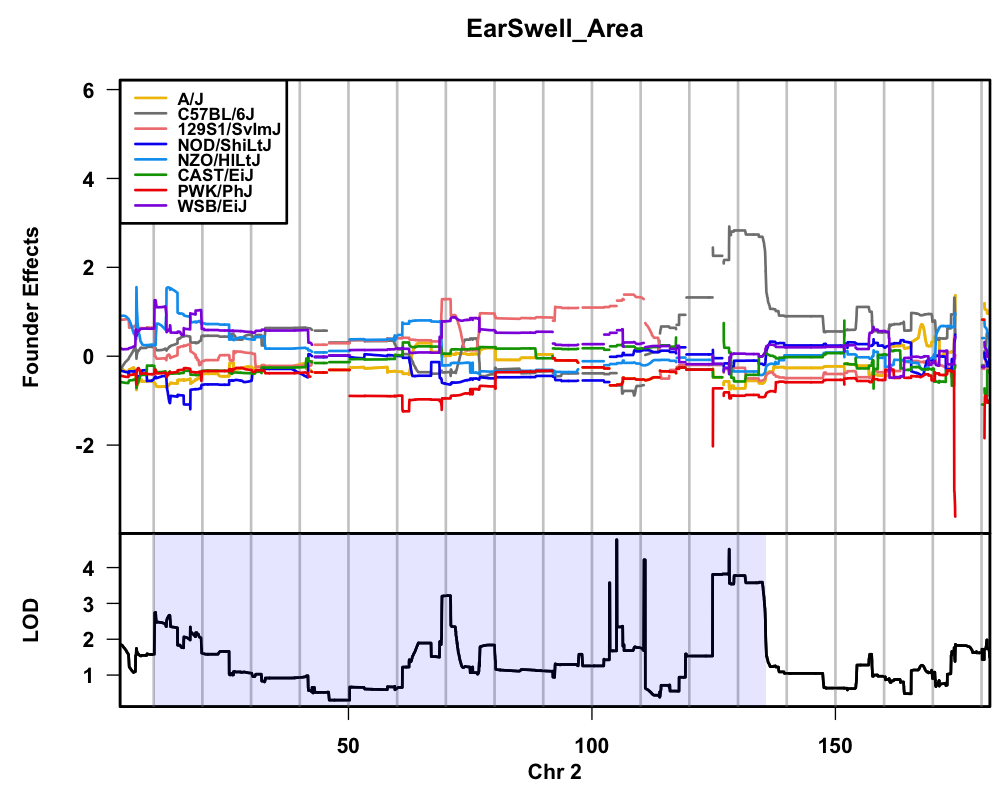 EarSwell_Area
6
4
2
0
-2
Founder Effects
A/J
C57BL/6J
129S1/SvImJ
NOD/ShiLtJ
NZO/HILtJ
CAST/EiJ
PWK/PhJ
WSB/EiJ
4
3
2
1
LOD
50 100 150
Chr 2